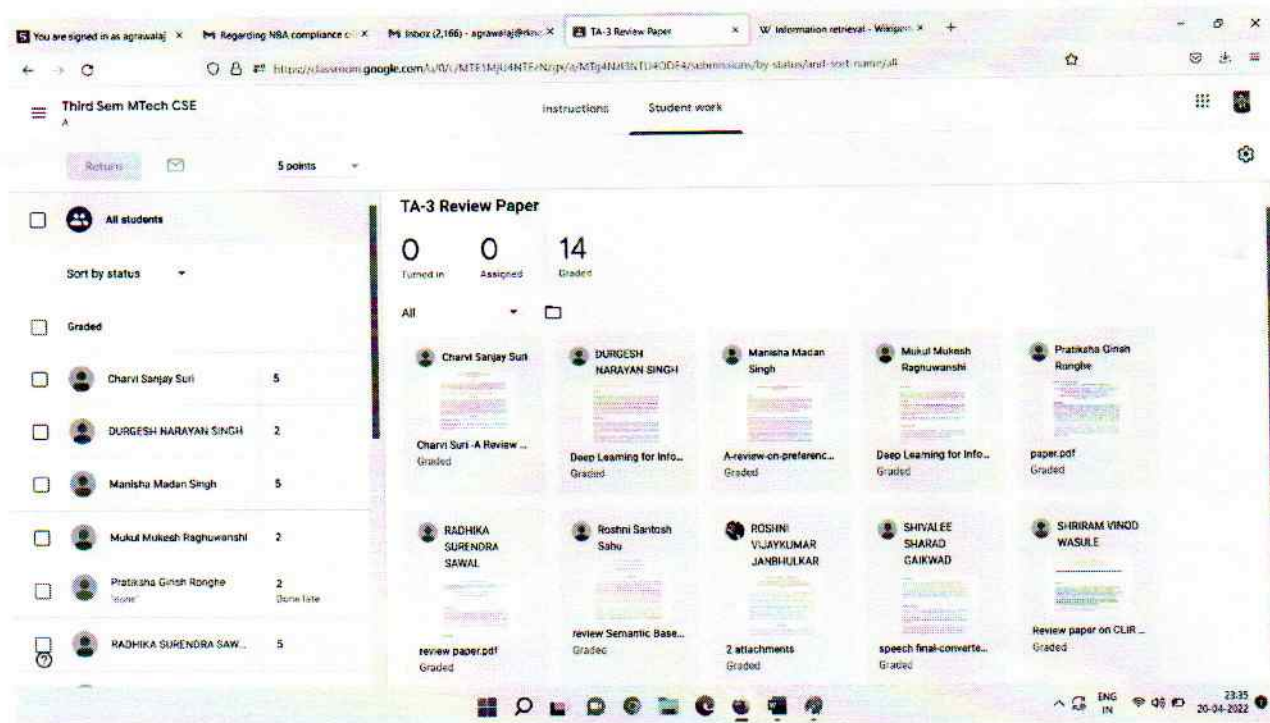 You are signed in as agrawalaj
Regarding NBA compliance c
Inbox (2,166) - agrawalaj@
TA-3 Review Paper
Information retrieval - Wikipe
Third Sem MTech CSE
A
Instructions
Student work
Return
5 points
All students
Sort by status
Graded
Charvi Sanjay Suri 5
DURGESH NARAYAN SINGH 2
Manisha Madan Singh 5
Mukul Mukesh Raghuwanshi 2
Pratiksha Girish Ronghe 2
Done late
RADHIKA SURENDRA SAW... 5
TA-3 Review Paper
0 0 14
Turned in Assigned Graded
All
Charvi Sanjay Suri
Charvi Suri -A Review ...
Graded
DURGESH
NARAYAN SINGH
Deep Learning for Info...
Graded
Manisha Madan
Singh
A-review-on-preferenc...
Graded
Mukul Mukesh
Raghuwanshi
Deep Learning for Info...
Graded
Pratiksha Girish
Ronghe
paper.pdf
Graded
RADHIKA
SURENDRA
SAWAL
review paper.pdf
Graded
Roshni Santosh
Sahu
review Semantic Base...
Graded
ROSHNI
VIJAYKUMAR
JANBHULKAR
2 attachments
Graded
SHIVALEE
SHARAD
GAIKWAD
speech final-converte...
Graded
SHRIRAM VINOD
WASULE
Review paper on CLIR ...
Graded
ENG
IN
23:35
20-04-2022